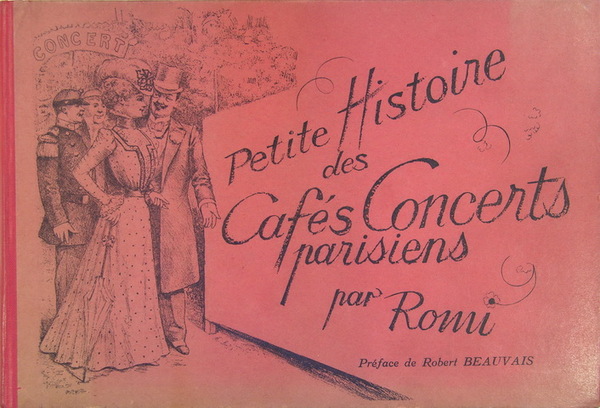 CONCERT
Petite Histoire
des
Cafés Concerts
parisiens
par Romi
Préface de Robert BEAUVAIS